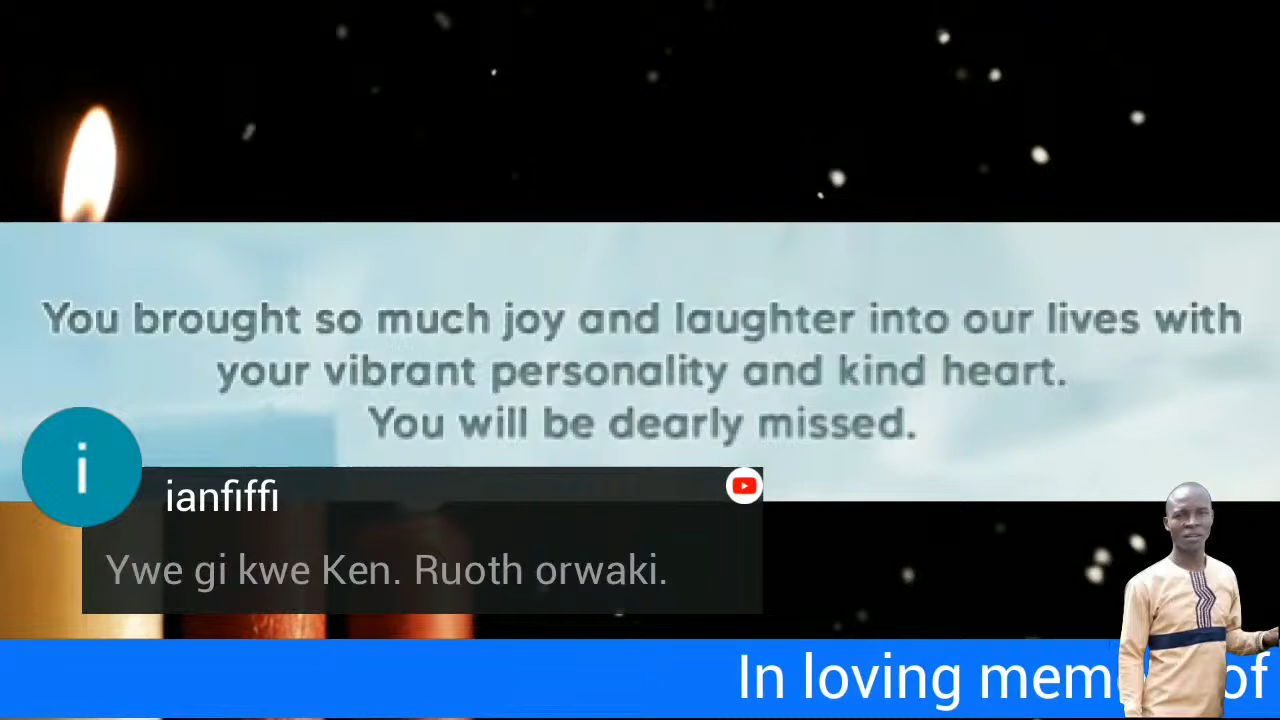 You brought so much joy and laughter into our lives with
your vibrant personality and kind heart.
You will be dearly missed.
i
ianfiffi
Ywe gi kwe Ken. Ruoth orwaki.
In loving of